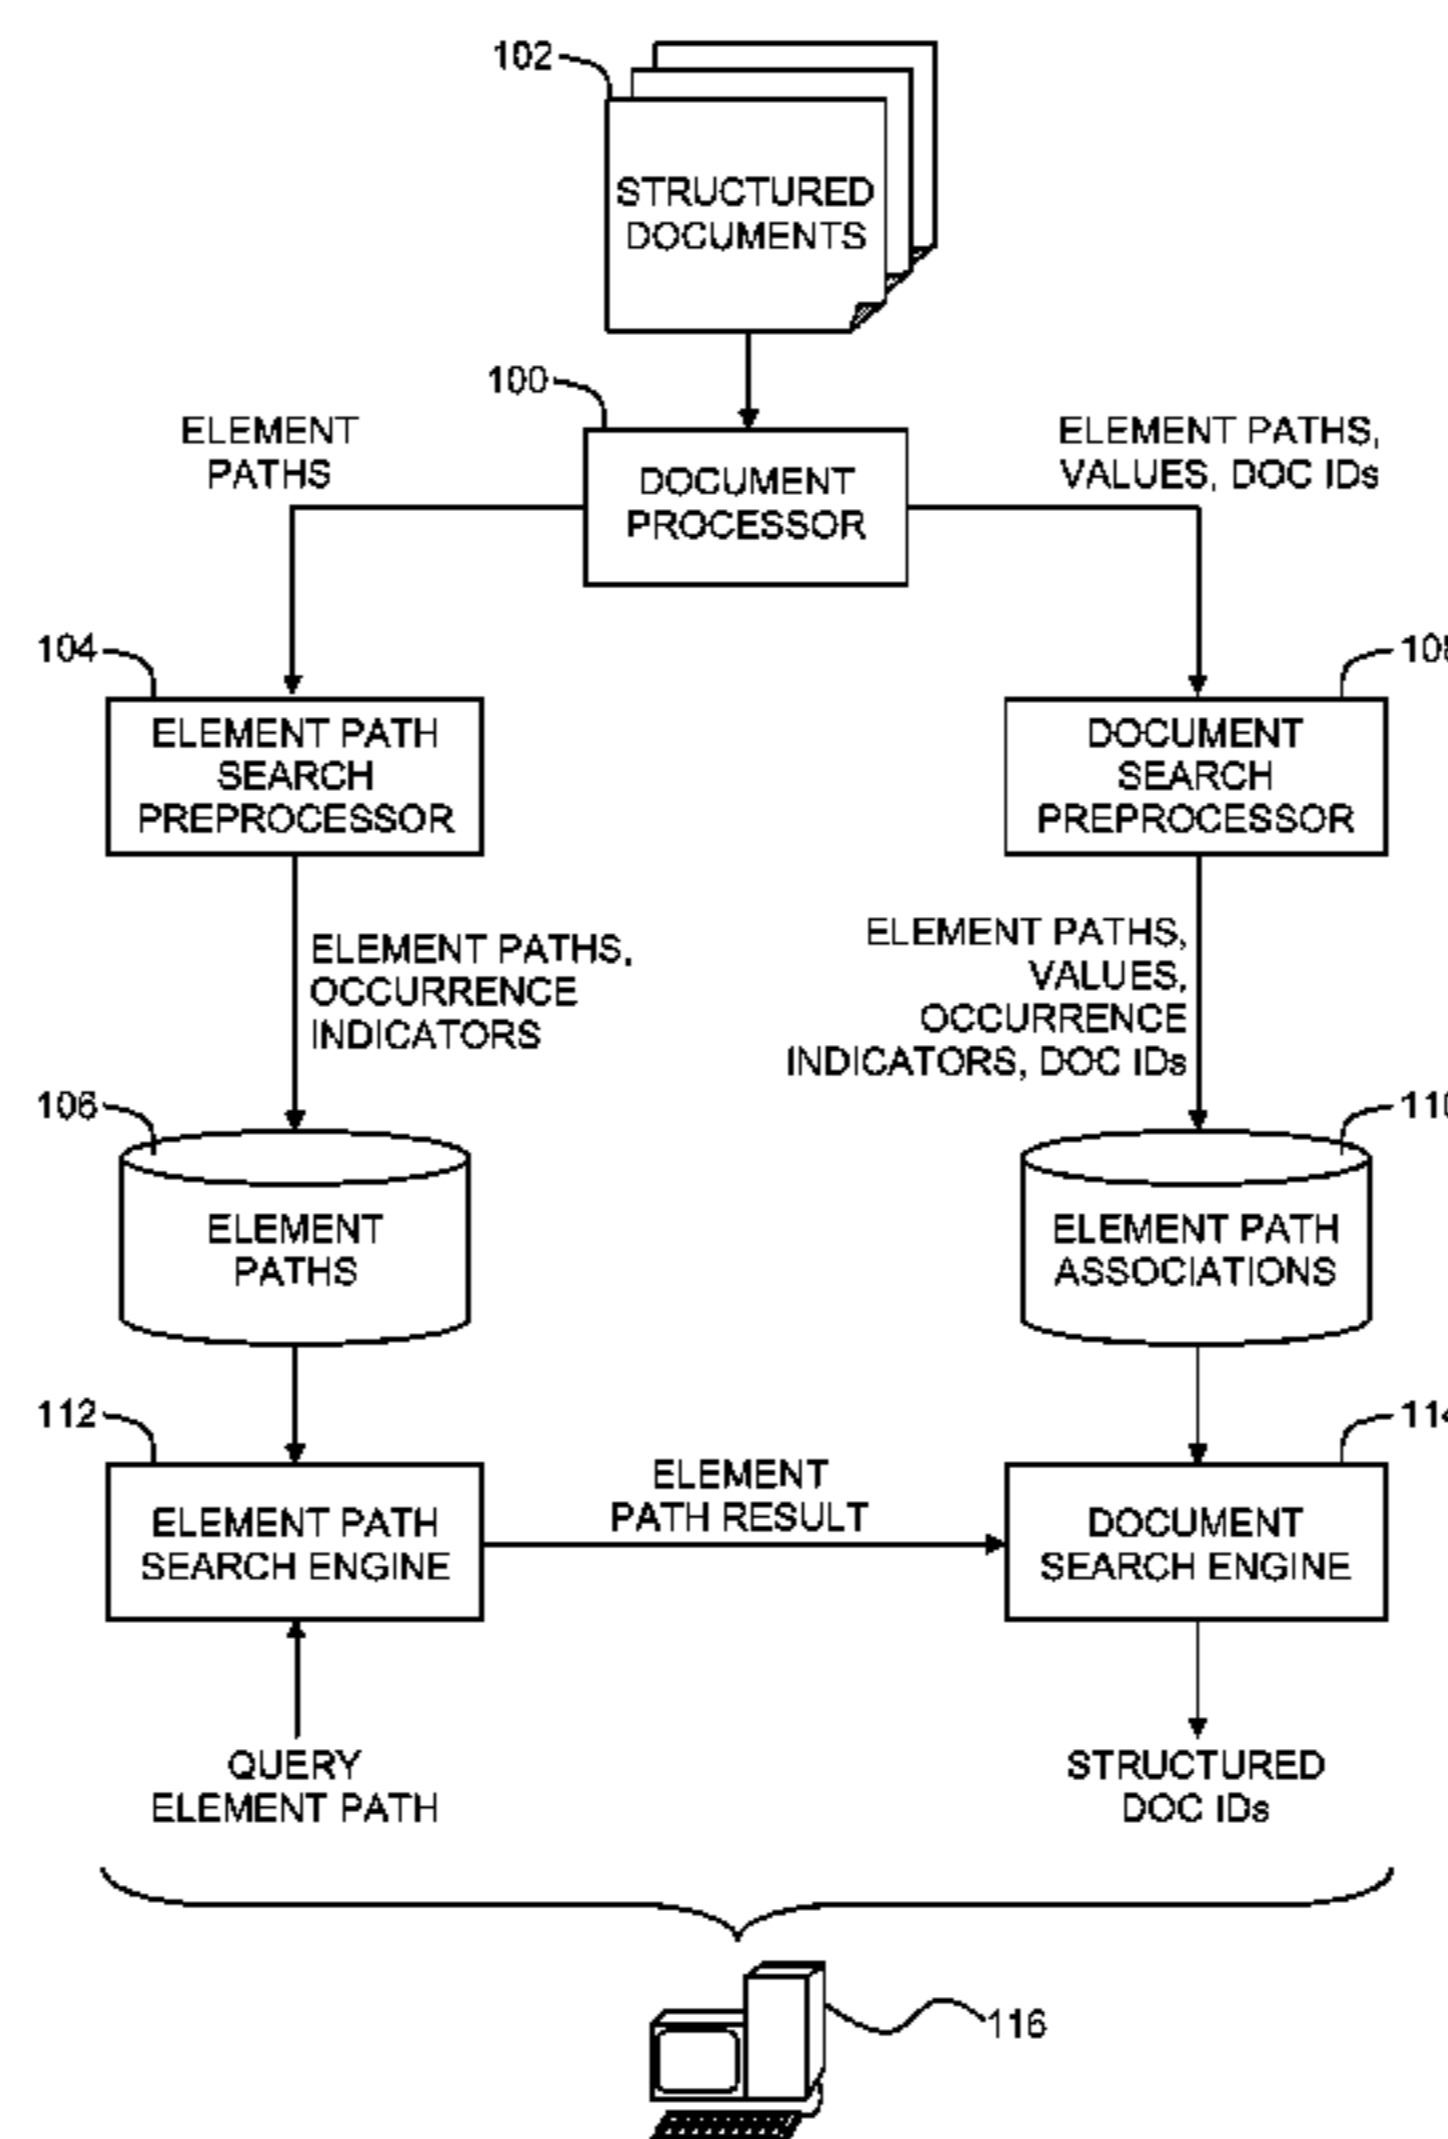 102
STRUCTURED
DOCUMENTS
100
ELEMENT
PATHS
ELEMENT PATHS,
VALUES, DOC IDs
DOCUMENT
PROCESSOR
104
ELEMENT PATH
SEARCH
PREPROCESSOR
DOCUMENT
SEARCH
PREPROCESSOR
ELEMENT PATHS,
OCCURRENCE
INDICATORS
ELEMENT PATHS,
VALUES,
OCCURRENCE
INDICATORS, DOC IDs
106
ELEMENT
PATHS
ELEMENT PATH
ASSOCIATIONS
112
114
ELEMENT PATH
SEARCH ENGINE
ELEMENT
PATH RESULT
DOCUMENT
SEARCH ENGINE
QUERY
ELEMENT PATH
STRUCTURED
DOC IDs
116